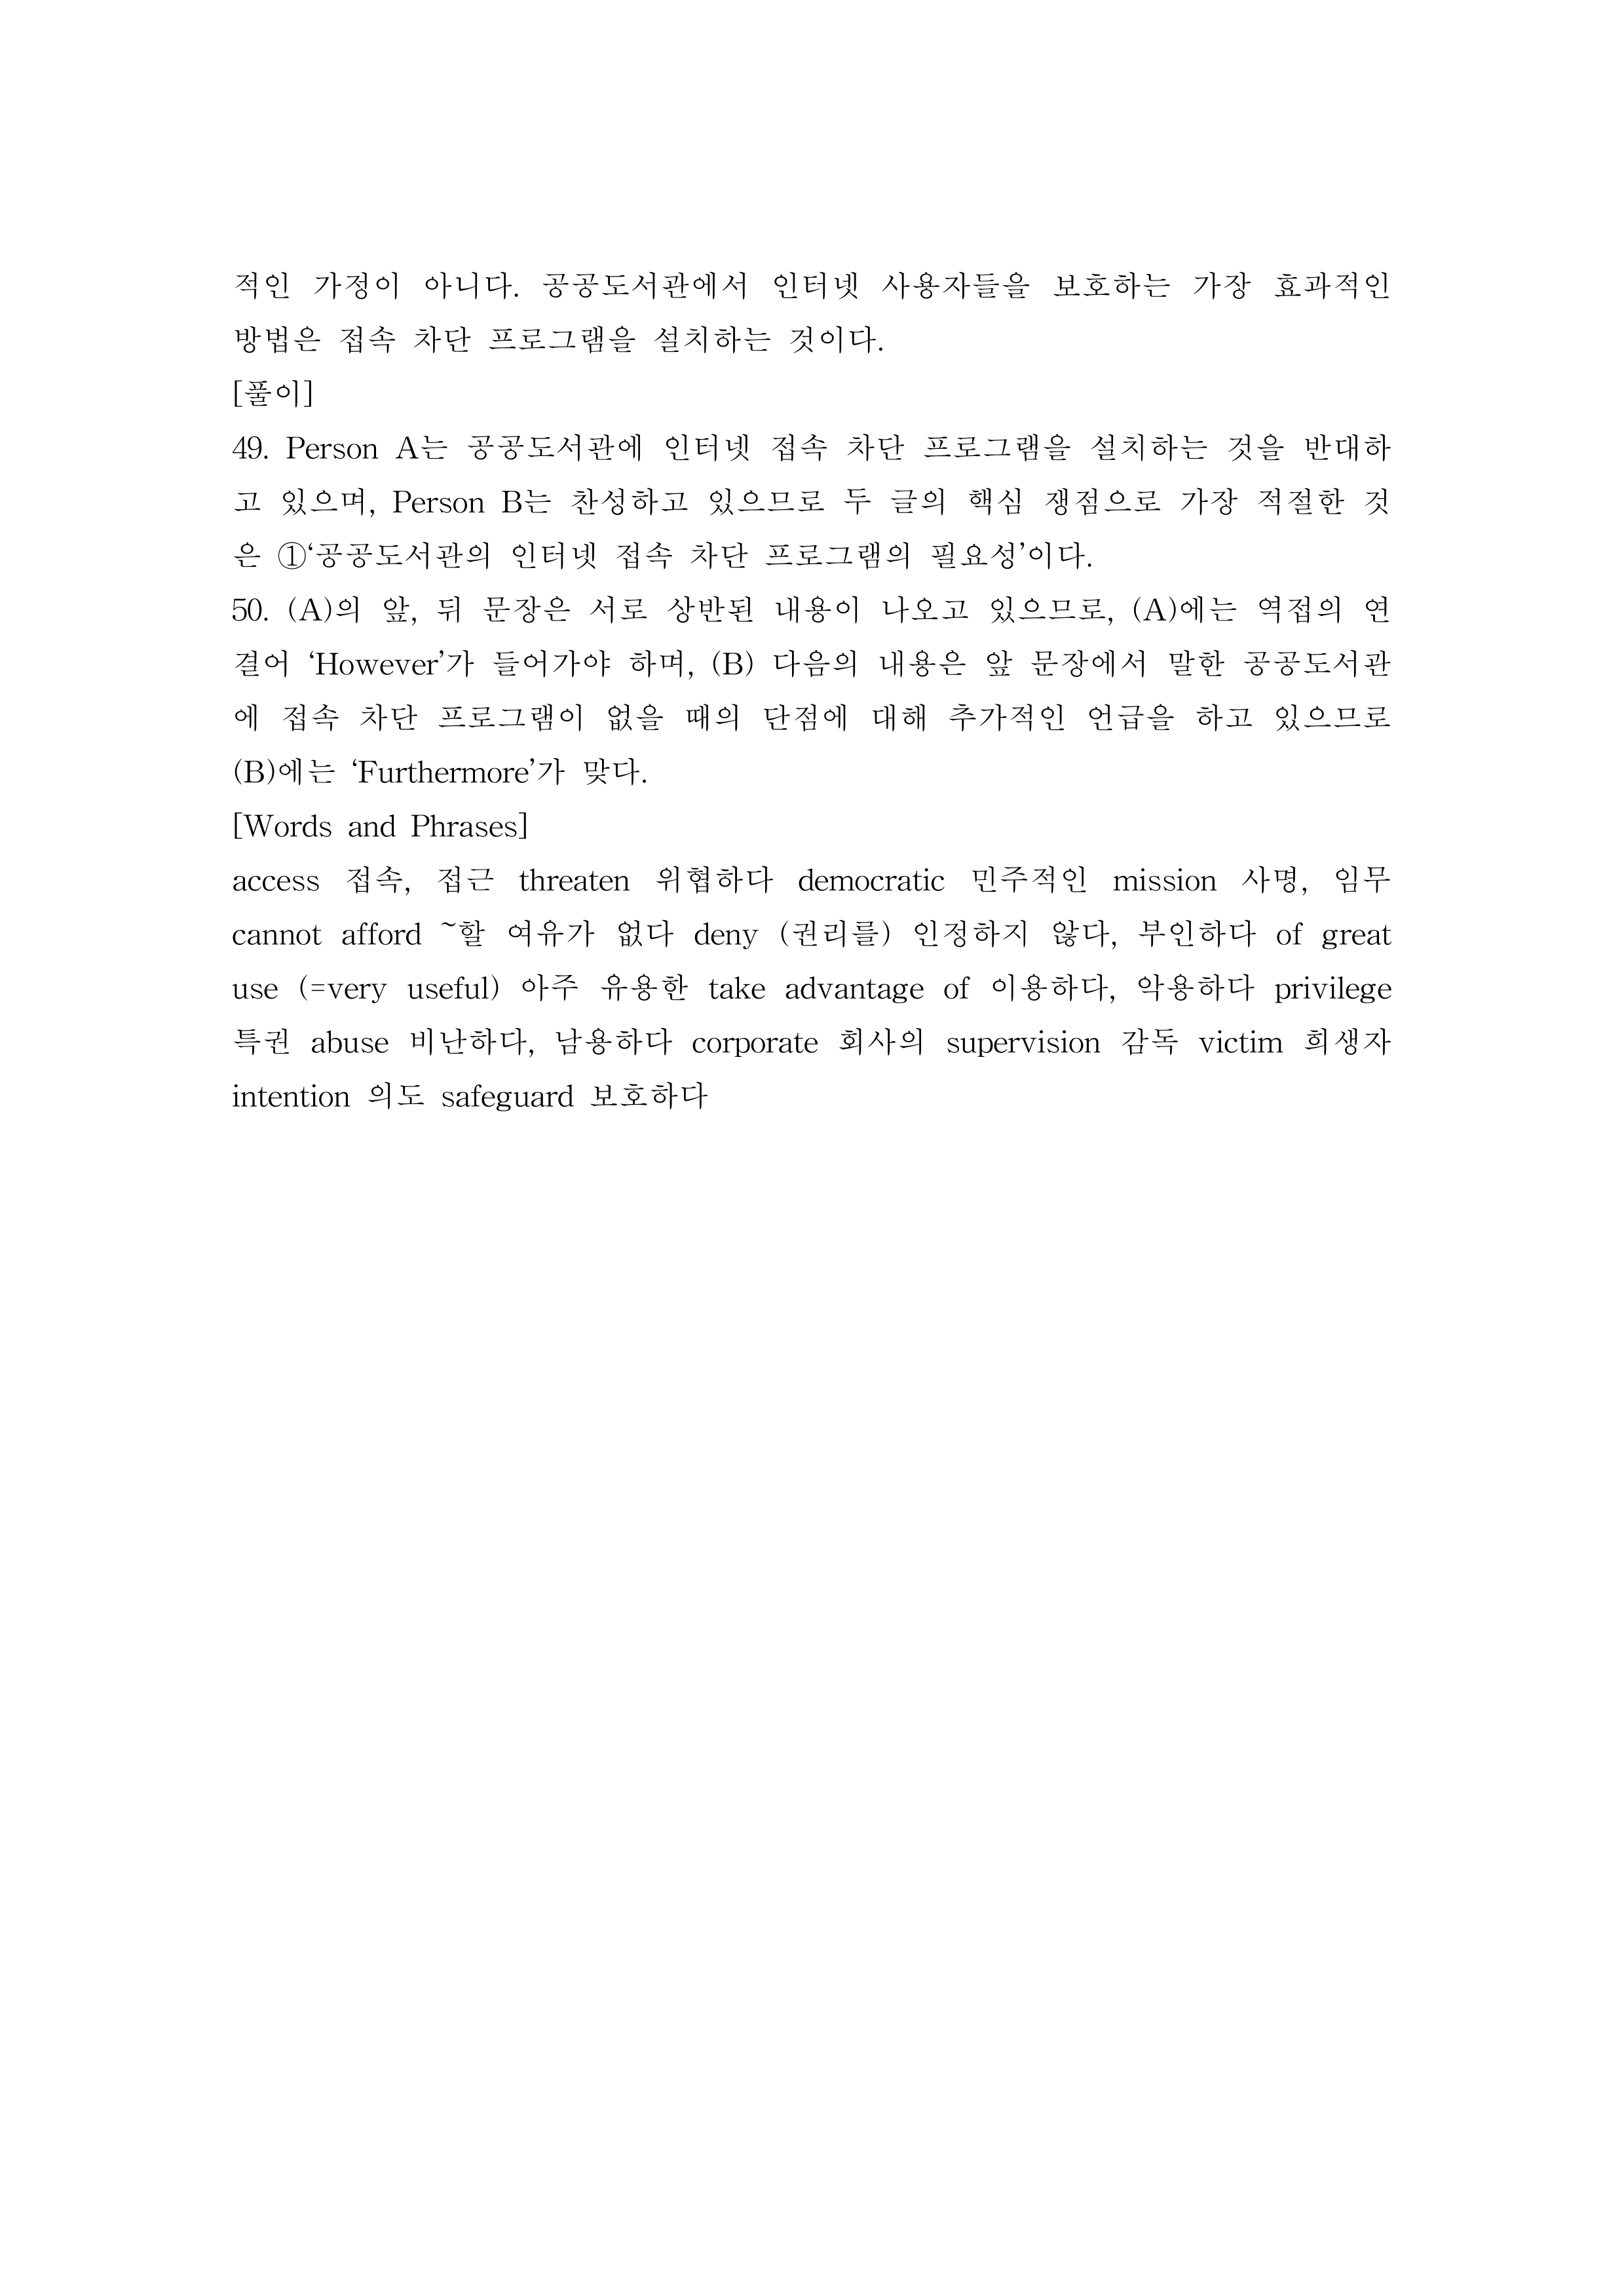 적인 가정이 아니다. 공공도서관에서 인터넷 사용자들을 보호하는 가장 효과적인
방법은 접속 차단 프로그램을 설치하는 것이다.
[풀이]
49. Person A는 공공도서관에 인터넷 접속 차단 프로그램을 설치하는 것을 반대하
고 있으며, Person B는 찬성하고 있으므로 두 글의 핵심 쟁점으로 가장 적절한 것
은 ①‘공공도서관의 인터넷 접속 차단 프로그램의 필요성’이다.
50. (A)의 앞, 뒤 문장은 서로 상반된 내용이 나오고 있으므로, (A)에는 역접의 연
결어 ‘However’가 들어가야 하며, (B) 다음의 내용은 앞 문장에서 말한 공공도서관
에 접속 차단 프로그램이 없을 때의 단점에 대해 추가적인 언급을 하고 있으므로
(B)에는 ‘Furthermore’가 맞다.
[Words and Phrases]
access 접속, 접근 threaten 위협하다 democratic 민주적인 mission 사명, 임무
cannot afford ~할 여유가 없다 deny (권리를) 인정하지 않다, 부인하다 of great
use (=very useful) 아주 유용한 take advantage of 이용하다, 악용하다 privilege
특권 abuse 비난하다, 남용하다 corporate 회사의 supervision 감독 victim 희생자
intention 의도 safeguard 보호하다